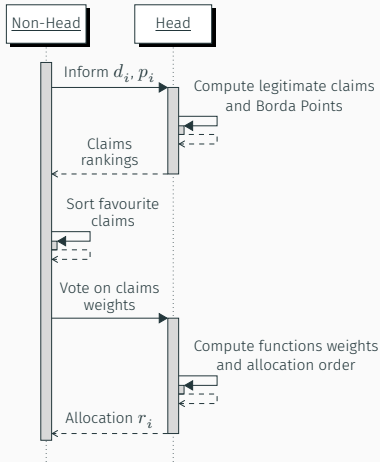 Non-Head
Head
Inform d_i, p_i
Compute legitimate claims
and Borda Points
Claims
rankings
Sort favourite
claims
Vote on claims
weights
Compute functions weights
and allocation order
Allocation r_i